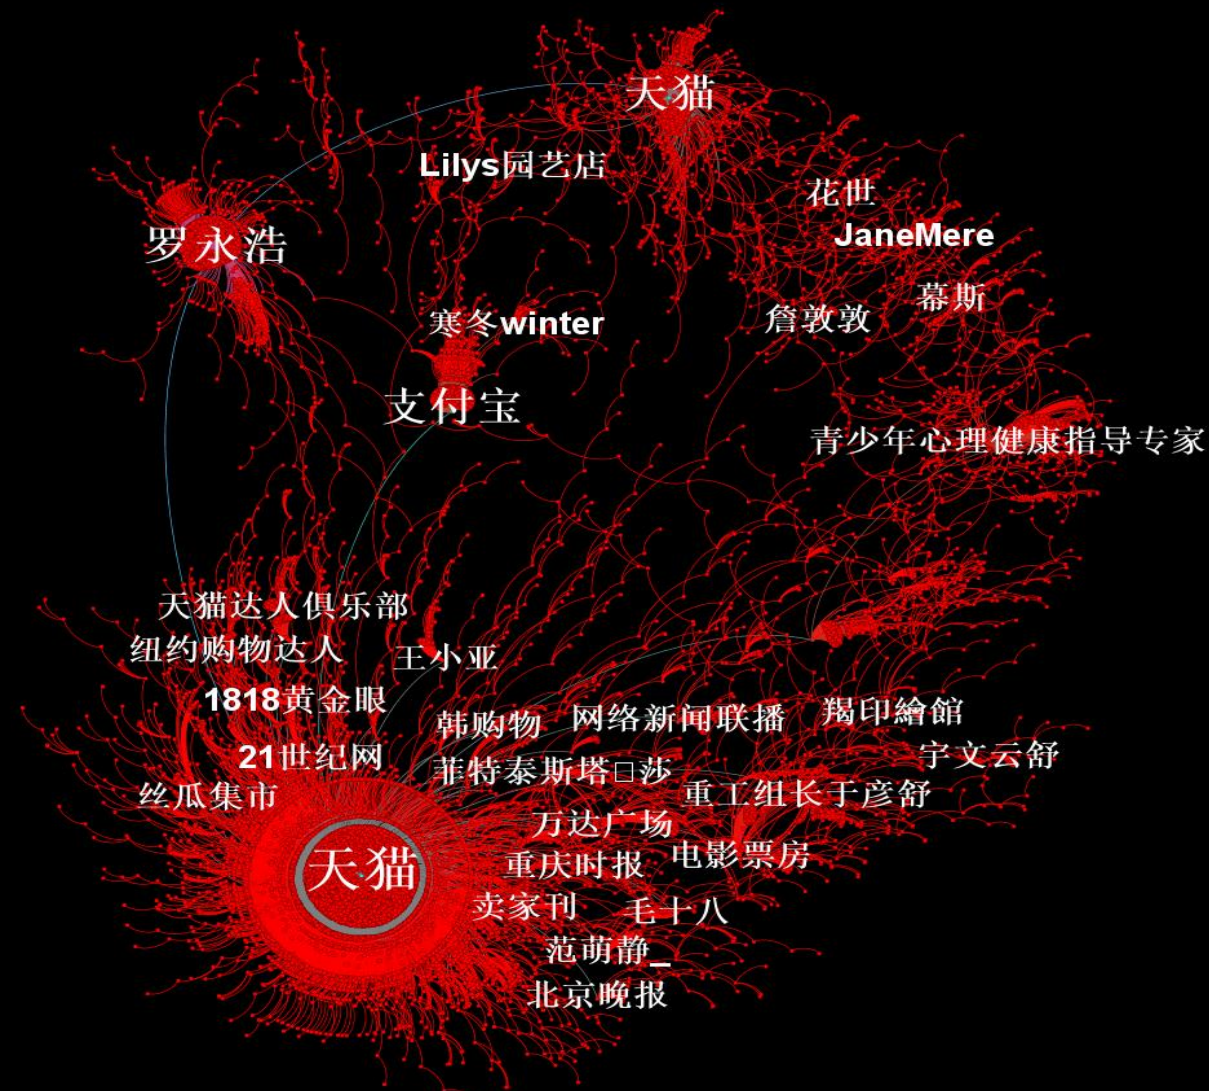 天猫
Lilys园艺店
花世
JaneMere
罗永浩
幕斯
詹敦敦
寒冬winter
支付宝
青少年心理健康指导专家
天猫达人俱乐部
纽约购物达人
王小亚
1818黄金眼
韩购物
网络新闻联播
羯印繪館
21世纪网
宇文云舒
菲特泰斯塔□莎
丝瓜集市
重工组长于彦舒
万达广场
天猫
重庆时报
电影票房
卖家刊
毛十八
范萌静_
北京晚报